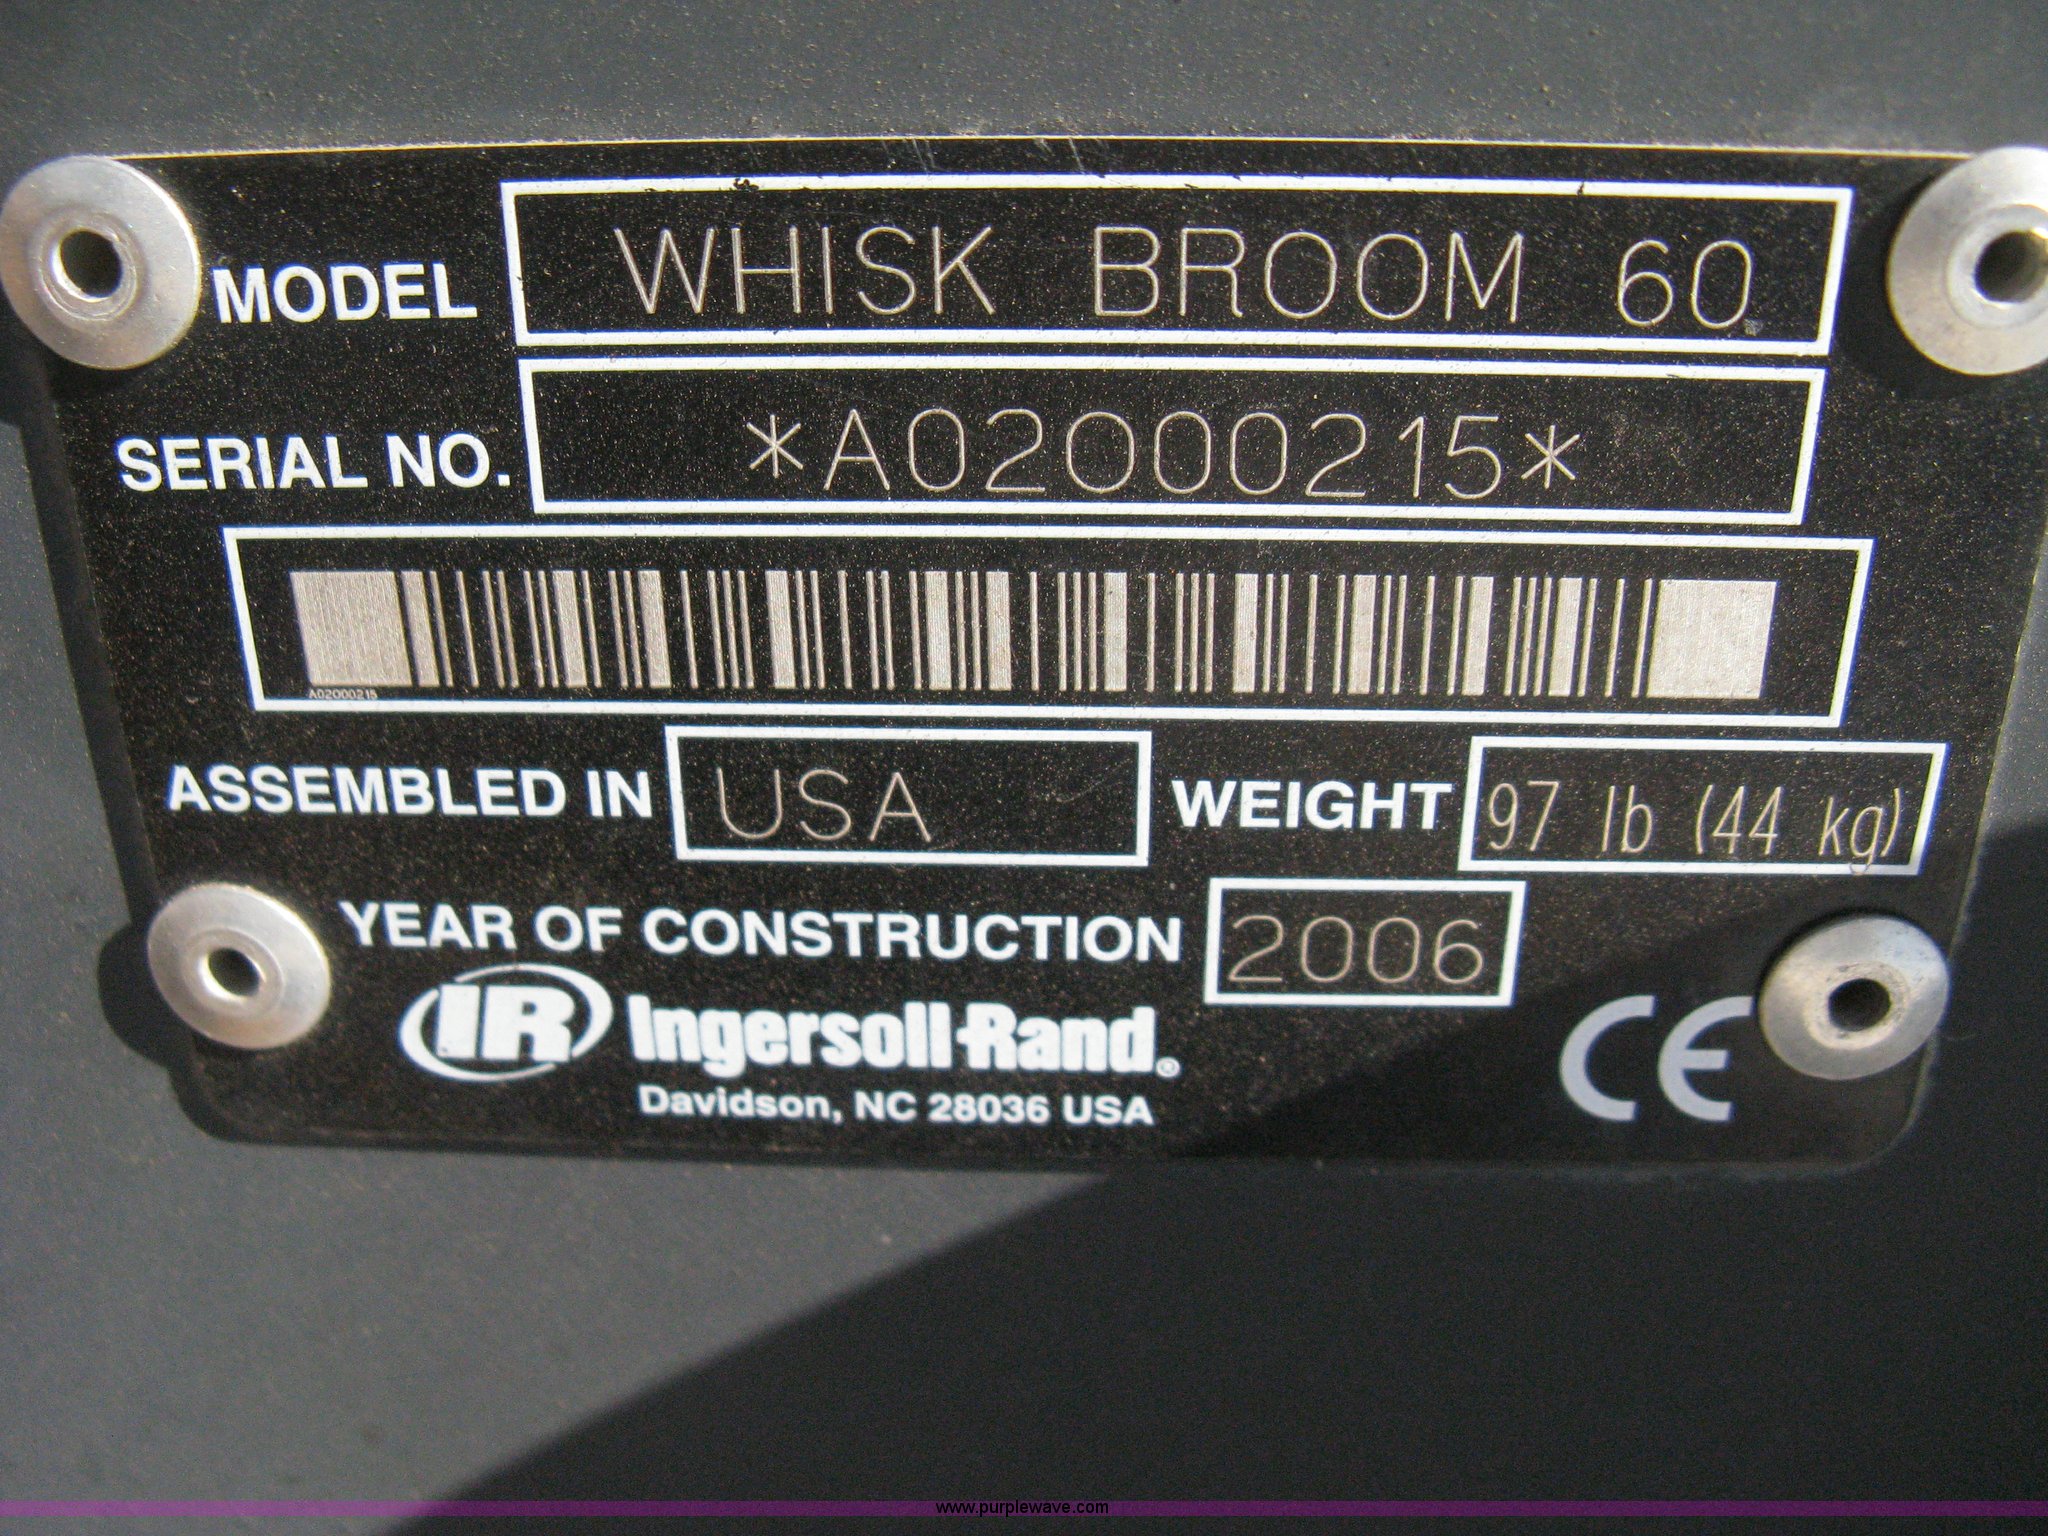 MODEL WHISK BROOM 60
SERIAL NO. *A02000215*
A02000215
ASSEMBLED IN USA WEIGHT 97 lb (44 kg)
YEAR OF CONSTRUCTION 2006
IR Ingersoll-Rand® CE
Davidson, NC 28036 USA
www.purplewave.com